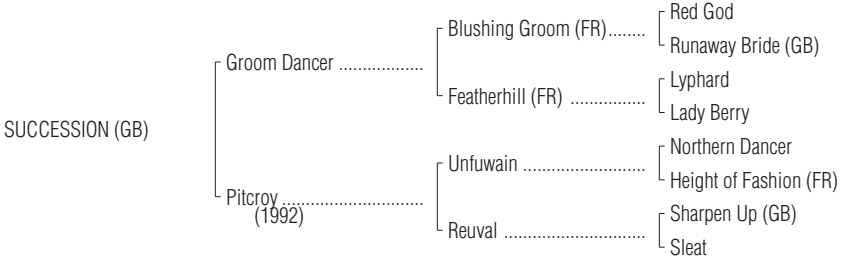 SUCCESSION (GB)
Groom Dancer ..................
Pitcroy ..............................
(1992)
Blushing Groom (FR)........
Featherhill (FR) ................
Unfuwain ..........................
Reuval ..............................
Red God
Runaway Bride (GB)
Lyphard
Lady Berry
Northern Dancer
Height of Fashion (FR)
Sharpen Up (GB)
Sleat